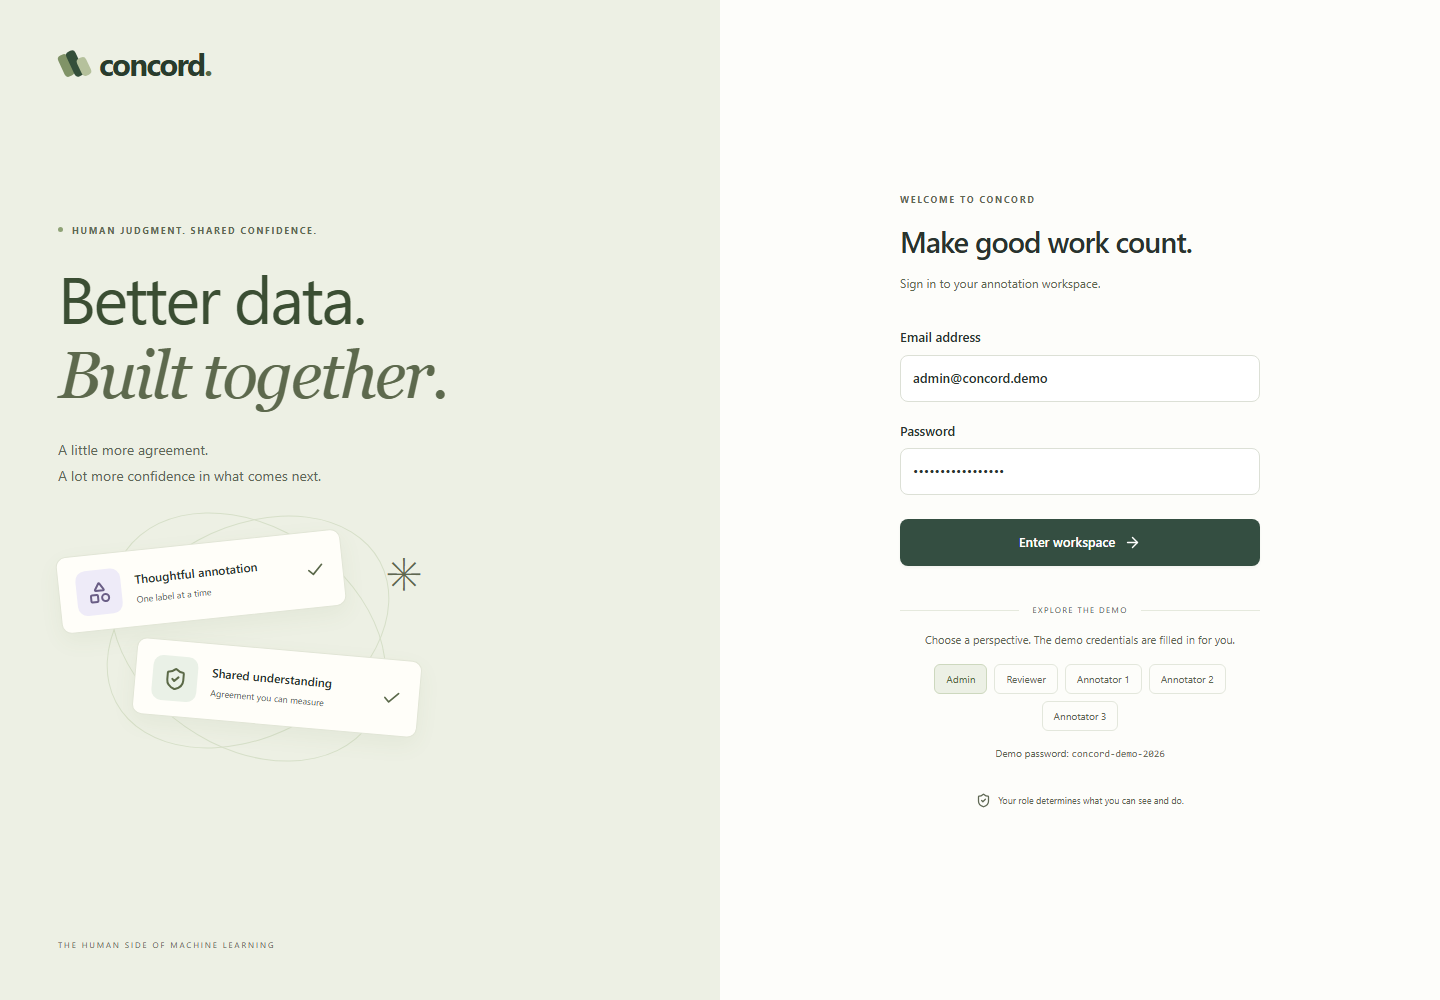 concord.
HUMAN JUDGMENT. SHARED CONFIDENCE.
Better data.
Built together.
A little more agreement.
A lot more confidence in what comes next.
Thoughtful annotation
One label at a time
Shared understanding
Agreement you can measure
THE HUMAN SIDE OF MACHINE LEARNING
WELCOME TO CONCORD
Make good work count.
Sign in to your annotation workspace.
Email address
admin@concord.demo
Password
•••••••••••••••••
Enter workspace
EXPLORE THE DEMO
Choose a perspective. The demo credentials are filled in for you.
Admin
Reviewer
Annotator 1
Annotator 2
Annotator 3
Demo password: concord-demo-2026
Your role determines what you can see and do.